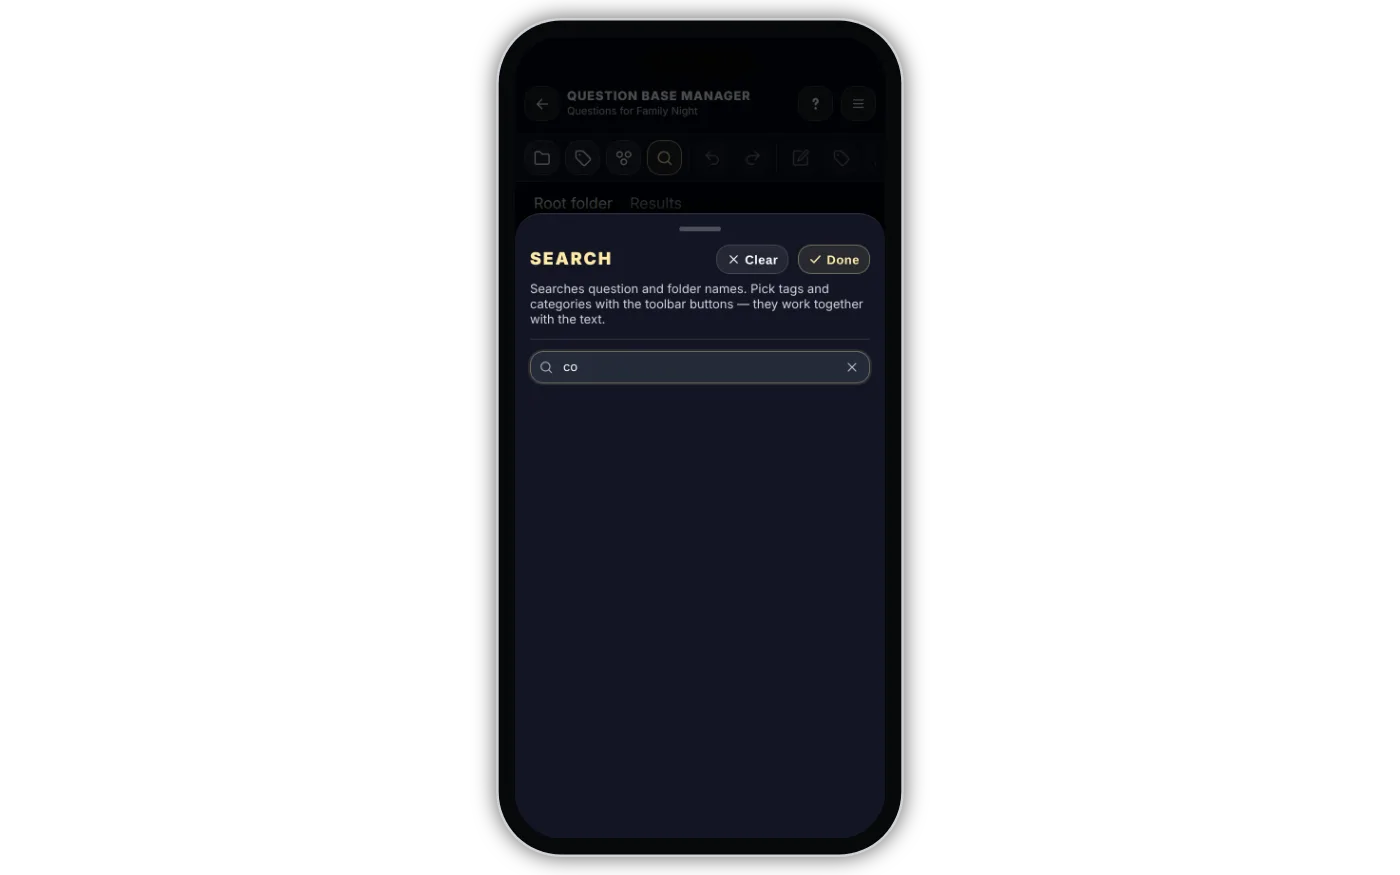 QUESTION BASE MANAGER
Questions for Family Night
?
Root folder Results
SEARCH
Clear
Done
Searches question and folder names. Pick tags and
categories with the toolbar buttons — they work together
with the text.
co